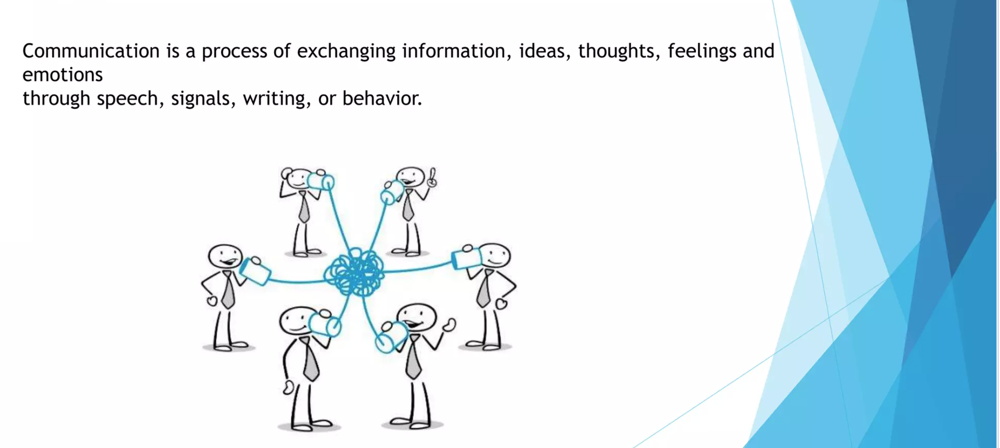 Communication is a process of exchanging information, ideas, thoughts, feelings and
emotions
through speech, signals, writing, or behavior.